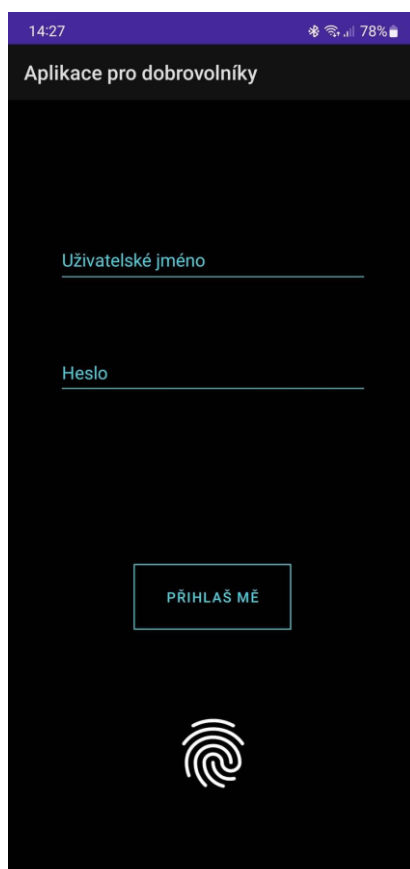 14:27 78%
Aplikace pro dobrovolníky
Uživatelské jméno
Heslo
PŘIHLAŠ MĚ